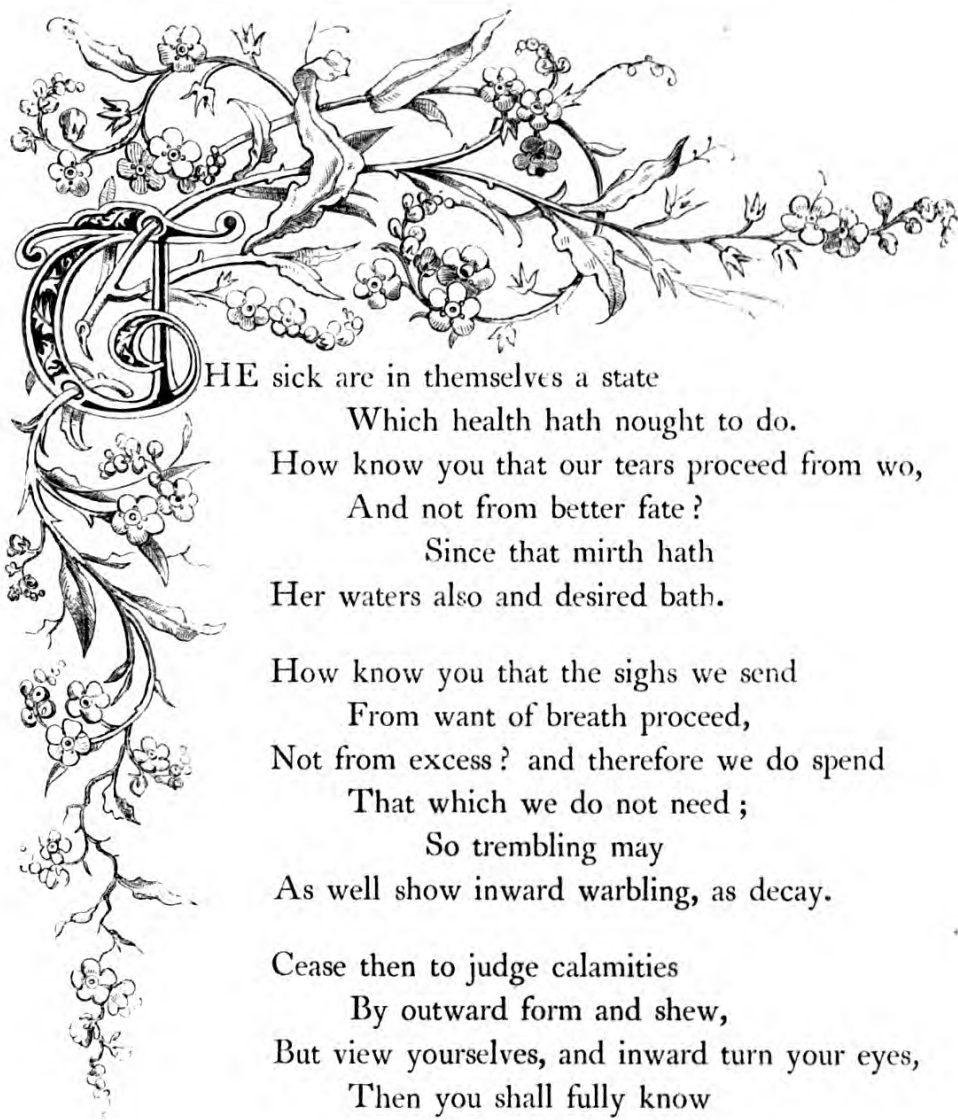 THE sick are in themselves a state
Which health hath nought to do.
How know you that our tears proceed from wo,
And not from better fate ?
Since that mirth hath
Her waters also and desired bath.
How know you that the sighs we send
From want of breath proceed,
Not from excess ? and therefore we do spend
That which we do not need ;
So trembling may
As well show inward warbling, as decay.
Cease then to judge calamities
By outward form and shew,
But view yourselves, and inward turn your eyes,
Then you shall fully know